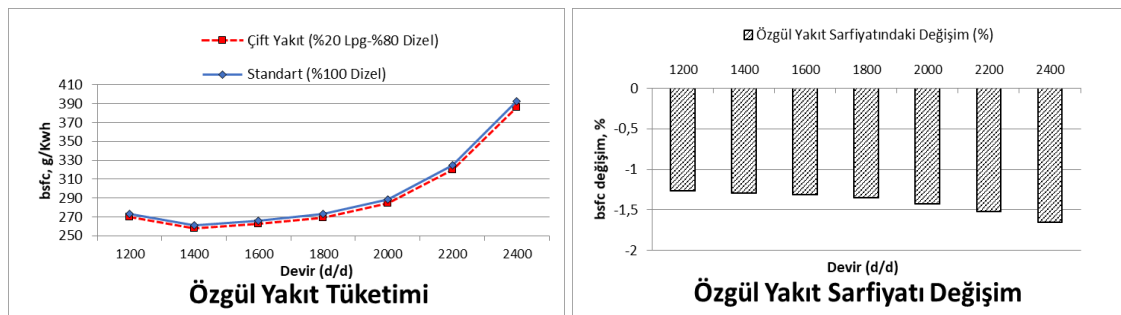 Çift Yakıt (%20 Lpg-%80 Dizel)
Standart (%100 Dizel)
410
390
370
350
330
310
290
270
250
bsfc, g/Kwh
1200 1400 1600 1800 2000 2200 2400
Devir (d/d)
Özgül Yakıt Tüketimi
Özgül Yakıt Sarfiyatındaki Değişim (%)
1200 1400 1600 1800 2000 2200 2400
0
-0,5
-1
-1,5
-2
bsfc değişim, %
Devir (d/d)
Özgül Yakıt Sarfiyatı Değişim